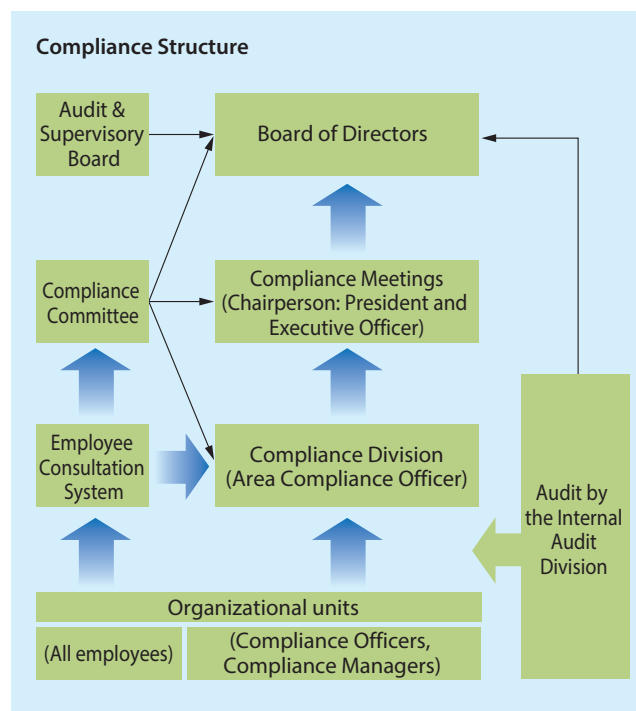 Compliance Structure
Audit &
Supervisory
Board
Board of Directors
Compliance
Committee
Compliance Meetings
(Chairperson: President and
Executive Officer)
Employee
Consultation
System
Compliance Division
(Area Compliance Officer)
Audit by
the Internal
Audit
Division
Organizational units
(All employees)
(Compliance Officers,
Compliance Managers)